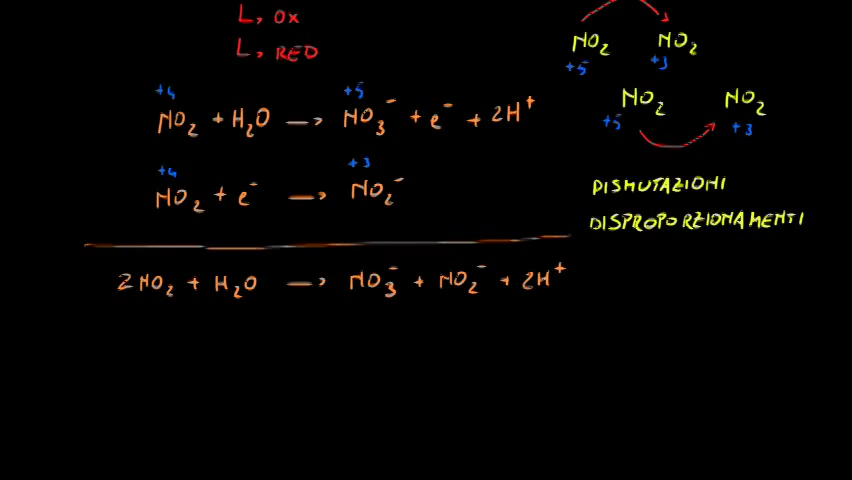 L, OX
L, RED
NO₂ NO₂
+5 +3
+4 +5
NO₂ + H₂O → NO₃⁻ + e⁻ + 2H⁺
NO₂ NO₂
+5 +3
+4 +3
NO₂ + e⁻ → NO₂⁻
DISMUTAZIONI
DISPROPORZIONAMENTI
2NO₂ + H₂O → NO₃⁻ + NO₂⁻ + 2H⁺